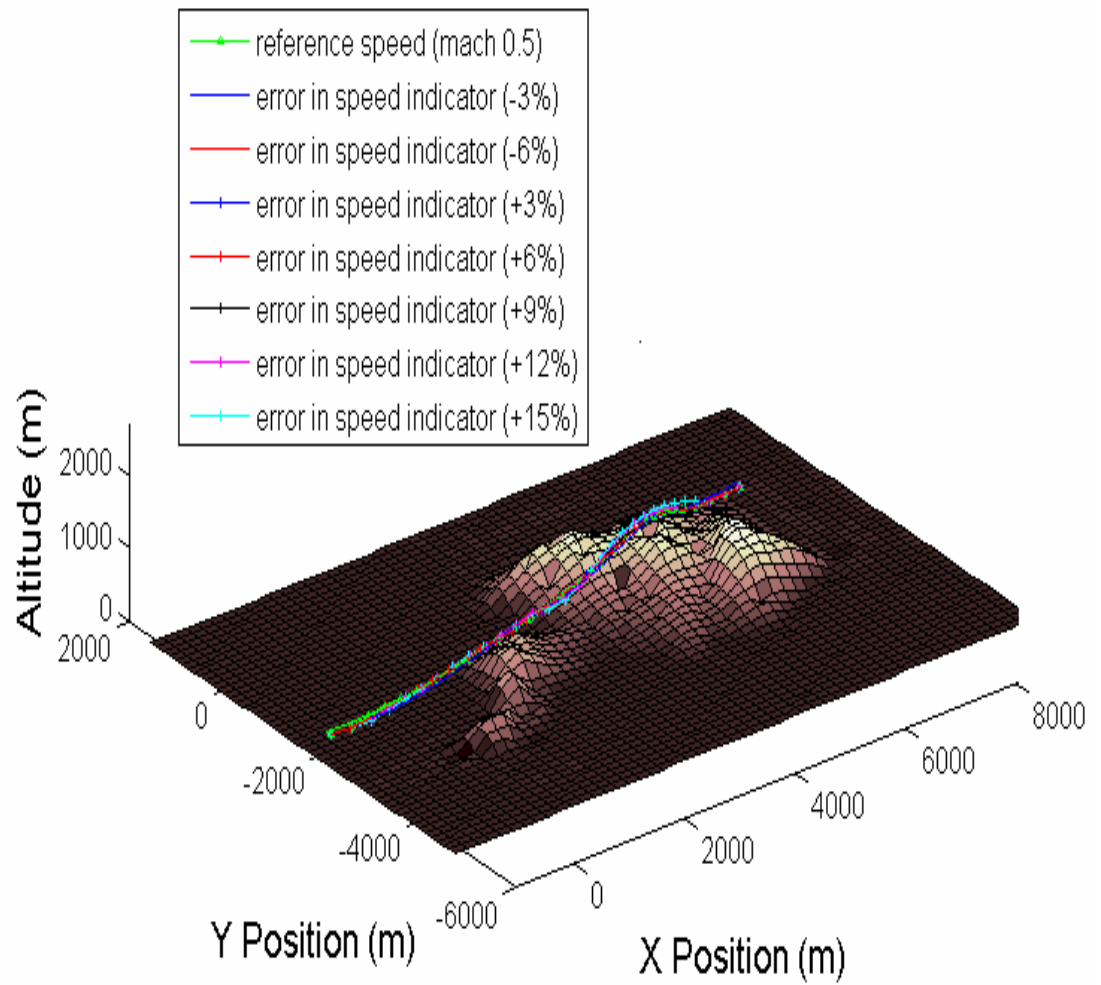 reference speed (mach 0.5)
error in speed indicator (-3%)
error in speed indicator (-6%)
error in speed indicator (+3%)
error in speed indicator (+6%)
error in speed indicator (+9%)
error in speed indicator (+12%)
error in speed indicator (+15%)
Altitude (m)
2000
1000
0
2000
0
-2000
-4000
-6000
Y Position (m)
0
2000
4000
6000
8000
X Position (m)